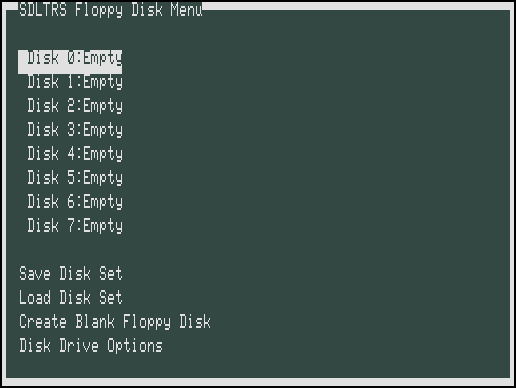 SDLTRS Floppy Disk Menu
Disk 0:Empty
Disk 1:Empty
Disk 2:Empty
Disk 3:Empty
Disk 4:Empty
Disk 5:Empty
Disk 6:Empty
Disk 7:Empty
Save Disk Set
Load Disk Set
Create Blank Floppy Disk
Disk Drive Options